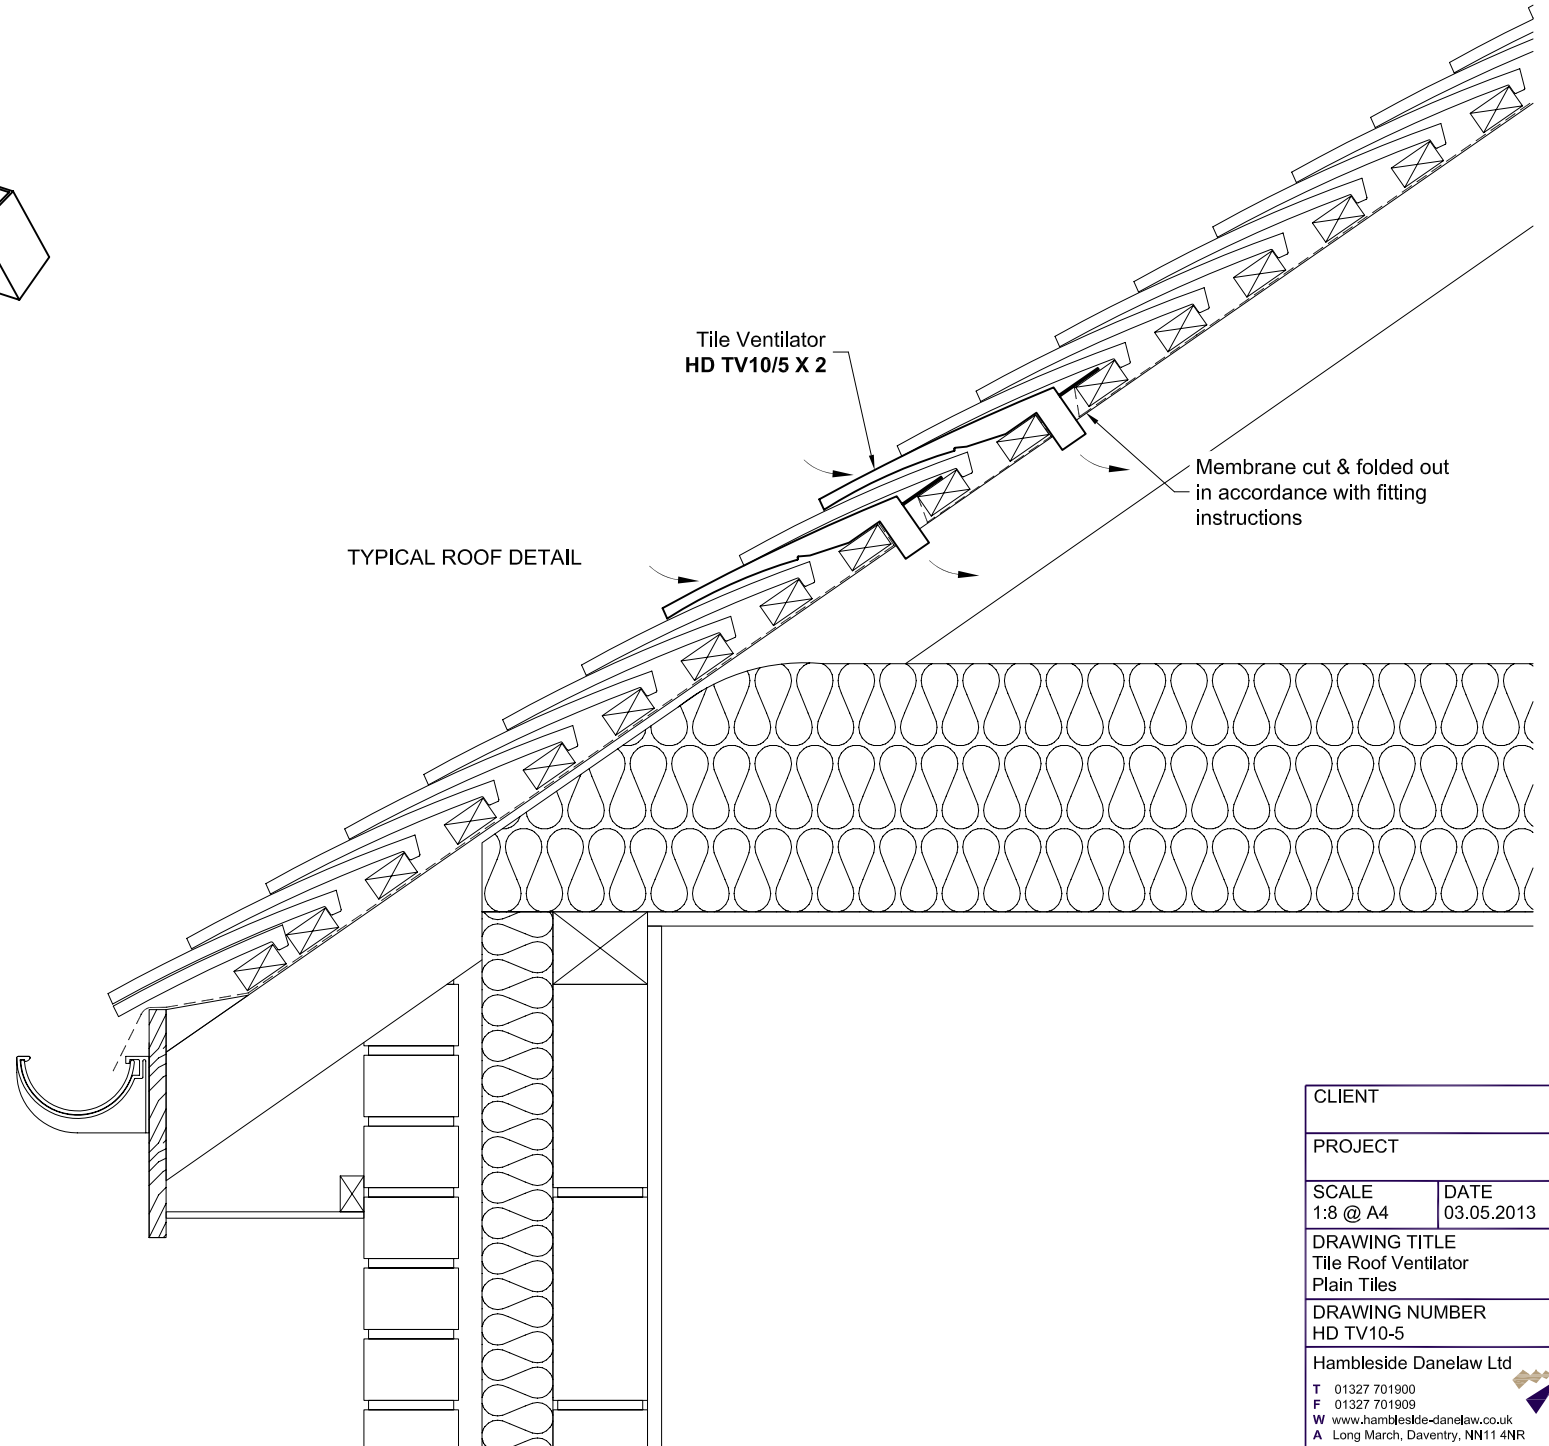 Tile Ventilator
HD TV10/5 X 2
Membrane cut & folded out
in accordance with fitting
instructions
TYPICAL ROOF DETAIL
CLIENT
PROJECT
SCALE
1:8 @ A4
DATE
03.05.2013
DRAWING TITLE
Tile Roof Ventilator
Plain Tiles
DRAWING NUMBER
HD TV10-5
Hambleside Danelaw Ltd
T 01327 701900
F 01327 701909
W www.hambleside-danelaw.co.uk
A Long March, Daventry, NN11 4NR